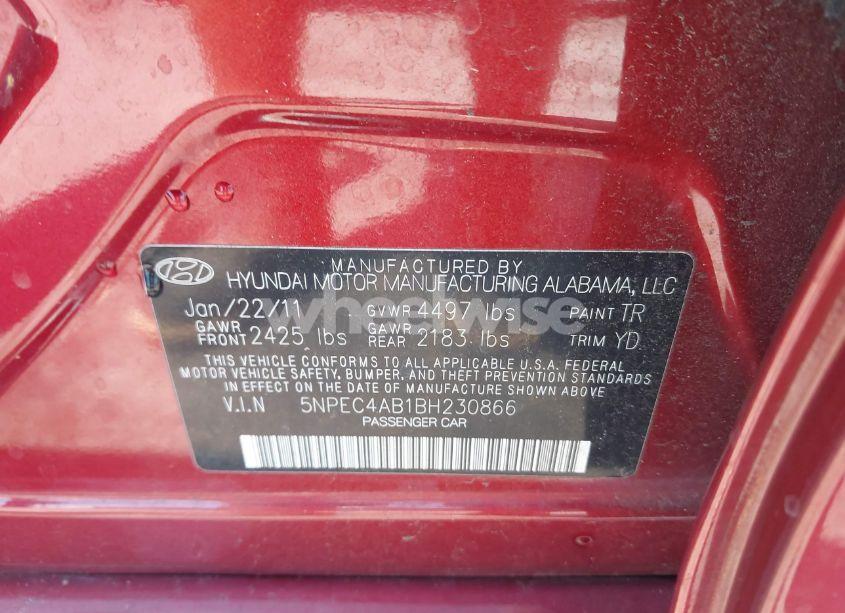 MANUFACTURED BY
HYUNDAI MOTOR MANUFACTURING ALABAMA, LLC
Jan/22/11 GVWR 4497 lbs PAINT TR
GAWR FRONT 2425 lbs GAWR REAR 2183 lbs TRIM YD
THIS VEHICLE CONFORMS TO ALL APPLICABLE U.S.A. FEDERAL
MOTOR VEHICLE SAFETY, BUMPER, AND THEFT PREVENTION STANDARDS
IN EFFECT ON THE DATE OF MANUFACTURE SHOWN ABOVE
V.I.N 5NPEC4AB1BH230866
PASSENGER CAR
wheelwise